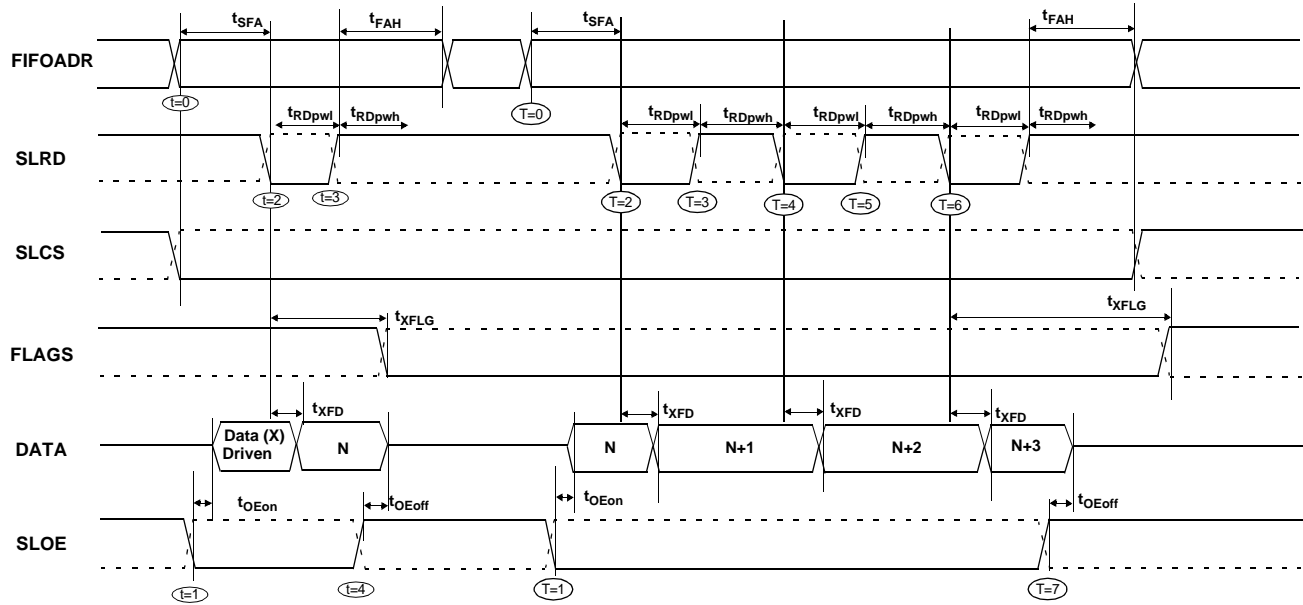 tSFA tFAH tSFA tFAH
FIFOADR
t=0 T=0
tRDpwl tRDpwh tRDpwl tRDpwh tRDpwl tRDpwh tRDpwl tRDpwh
SLRD
t=2 t=3 T=2 T=3 T=4 T=5 T=6
SLCS
tXFLG tXFLG
FLAGS
tXFD tXFD tXFD tXFD
DATA
Data (X)
Driven
N N N+1 N+2 N+3
tOEon tOEoff tOEon tOEoff
SLOE
t=1 t=4 T=1 T=7